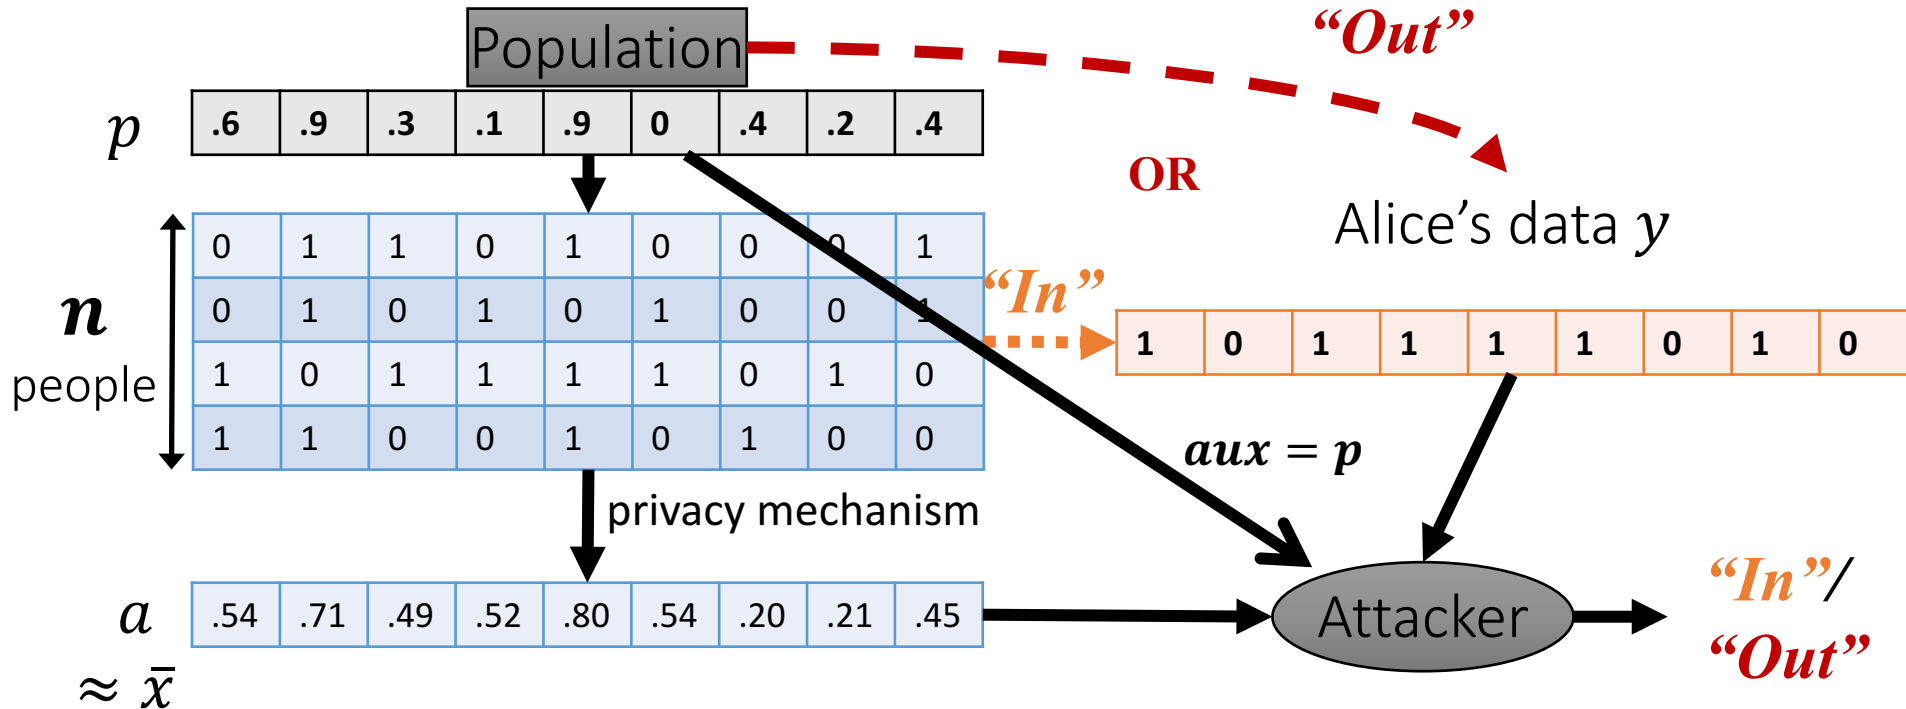 Population
“Out”
p .6 .9 .3 .1 .9 0 .4 .2 .4
OR
Alice’s data y
0 1 1 0 1 0 0 0 1
n
people
0 1 0 1 0 1 0 0 1
“In”
1 0 1 1 1 1 0 1 0
1 0 1 1 1 1 0 1 0
1 1 0 0 1 0 1 0 0
aux = p
privacy mechanism
a .54 .71 .49 .52 .80 .54 .20 .21 .45
≈ x̄
Attacker
“In”/
“Out”